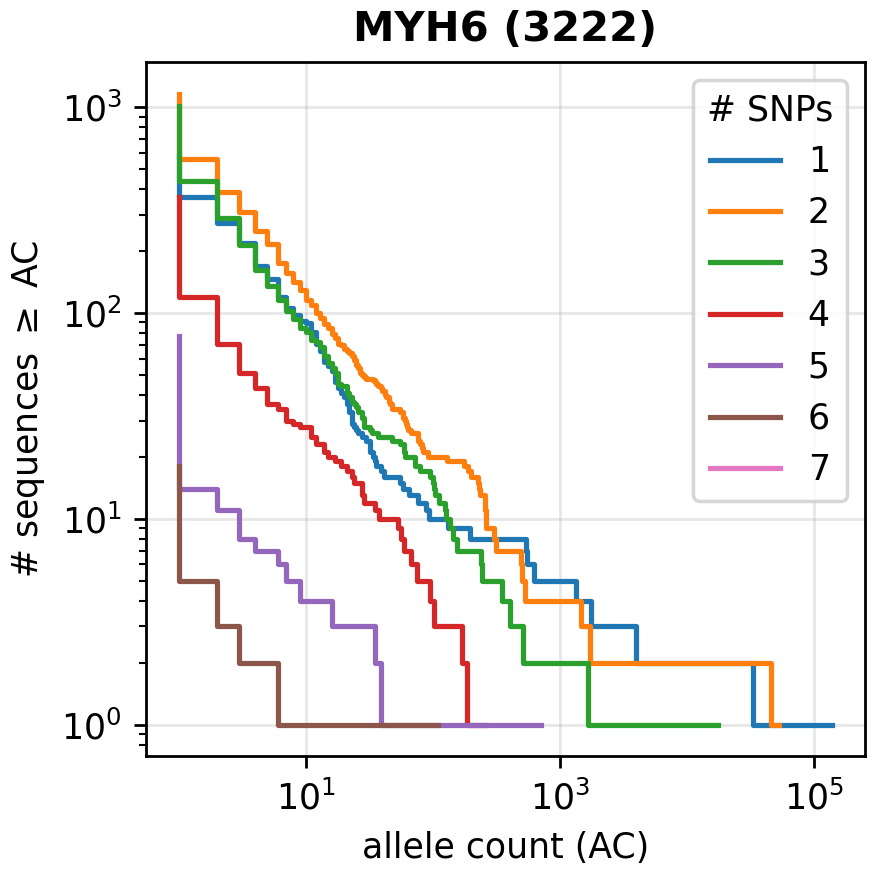 MYH6 (3222)
# SNPs
1
2
3
4
5
6
7
# sequences ≥ AC
10³
10²
10¹
10⁰
10¹ 10³ 10⁵
allele count (AC)